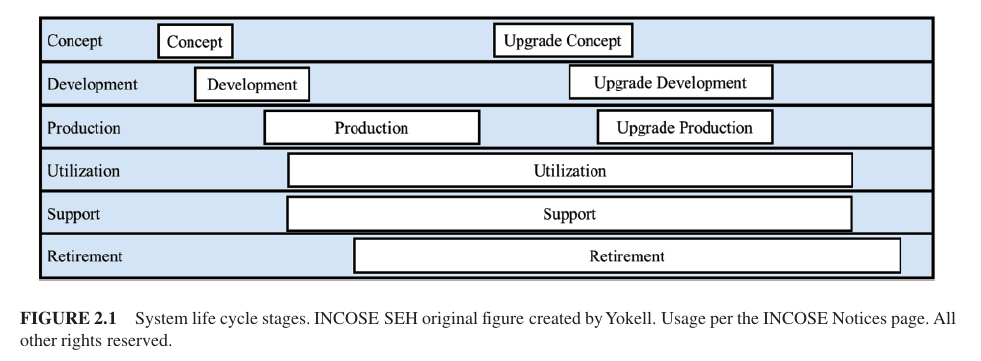 Concept Concept Upgrade Concept
Development Development Upgrade Development
Production Production Upgrade Production
Utilization Utilization
Support Support
Retirement Retirement
FIGURE 2.1 System life cycle stages. INCOSE SEH original figure created by Yokell. Usage per the INCOSE Notices page. All
other rights reserved.